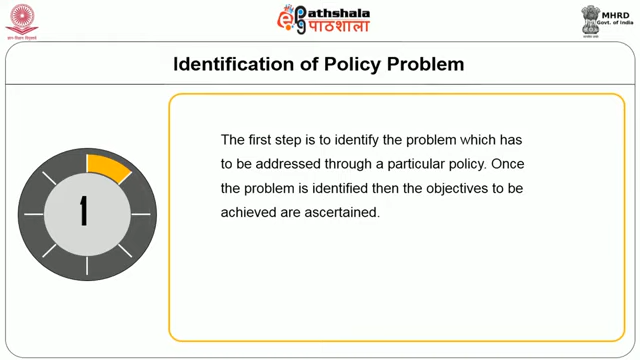 Pathshala
पाठशाला
MHRD
Govt. of India
Identification of Policy Problem
1
The first step is to identify the problem which has
to be addressed through a particular policy. Once
the problem is identified then the objectives to be
achieved are ascertained.